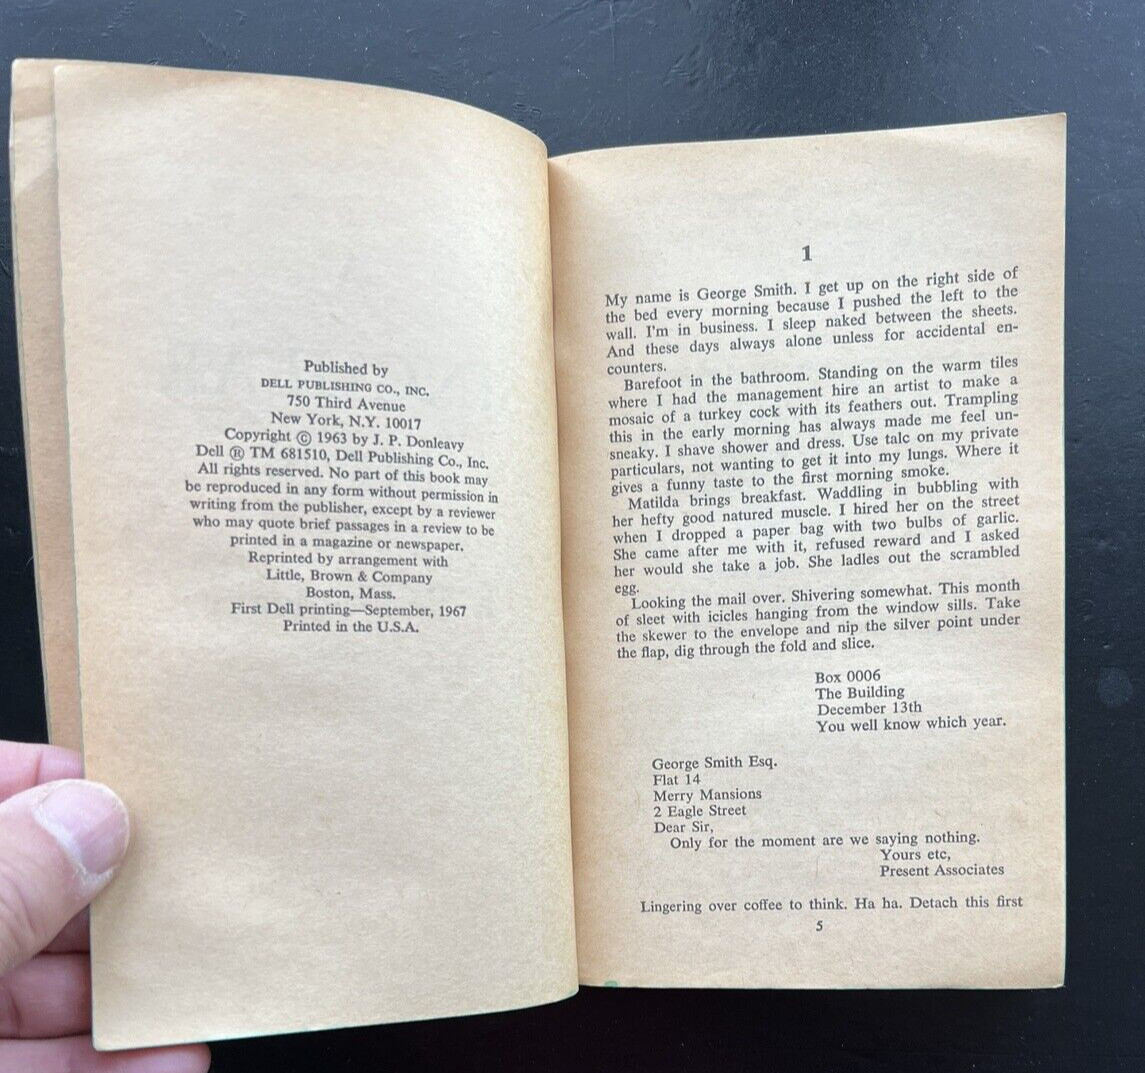 Published by
DELL PUBLISHING CO., INC.
750 Third Avenue
New York, N.Y. 10017
Copyright © 1963 by J. P. Donleavy
Dell ® TM 681510, Dell Publishing Co., Inc.
All rights reserved. No part of this book may
be reproduced in any form without permission in
writing from the publisher, except by a reviewer
who may quote brief passages in a review to be
printed in a magazine or newspaper.
Reprinted by arrangement with
Little, Brown & Company
Boston, Mass.
First Dell printing—September, 1967
Printed in the U.S.A.
1
My name is George Smith. I get up on the right side of
the bed every morning because I pushed the left to the
wall. I'm in business. I sleep naked between the sheets.
And these days always alone unless for accidental en-
counters.
Barefoot in the bathroom. Standing on the warm tiles
where I had the management hire an artist to make a
mosaic of a turkey cock with its feathers out. Trampling
this in the early morning has always made me feel un-
sneaky. I shave shower and dress. Use talc on my private
particulars, not wanting to get it into my lungs. Where it
gives a funny taste to the first morning smoke.
Matilda brings breakfast. Waddling in bubbling with
her hefty good natured muscle. I hired her on the street
when I dropped a paper bag with two bulbs of garlic.
She came after me with it, refused reward and I asked
her would she take a job. She ladles out the scrambled
egg.
Looking the mail over. Shivering somewhat. This month
of sleet with icicles hanging from the window sills. Take
the skewer to the envelope and nip the silver point under
the flap, dig through the fold and slice.
Box 0006
The Building
December 13th
You well know which year.
George Smith Esq.
Flat 14
Merry Mansions
2 Eagle Street
Dear Sir,
Only for the moment are we saying nothing.
Yours etc,
Present Associates
Lingering over coffee to think. Ha ha. Detach this first
5